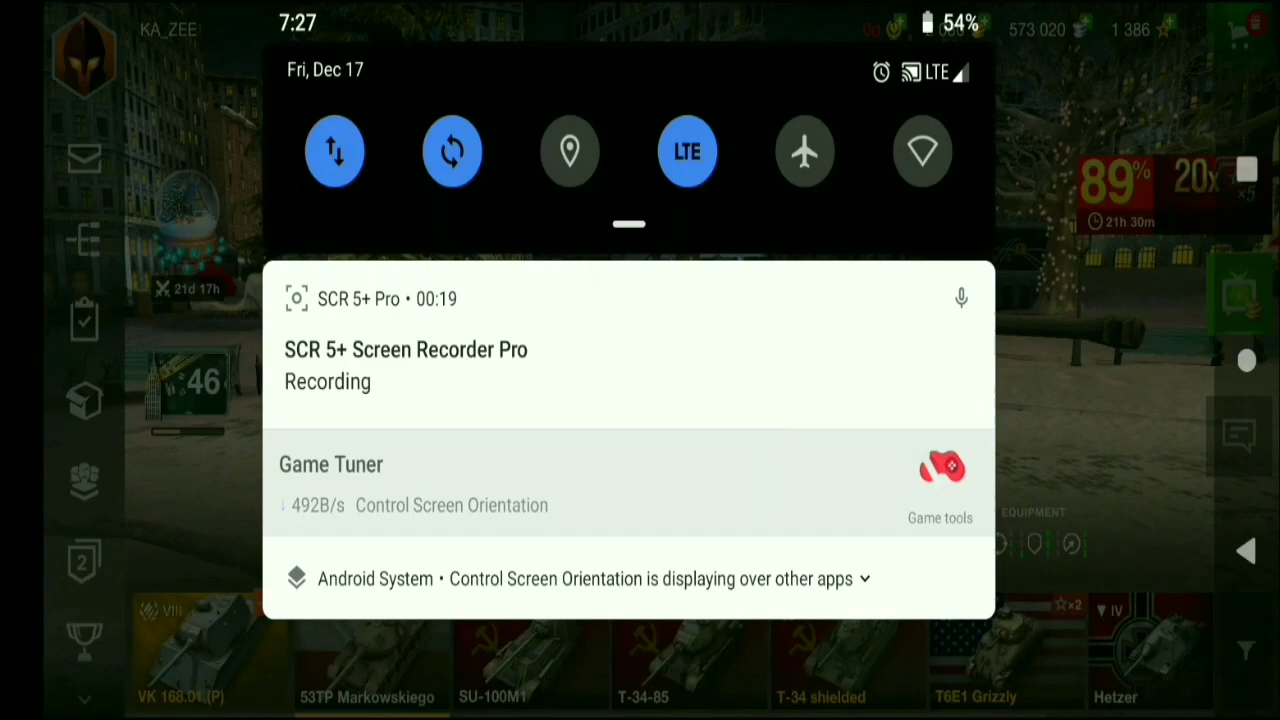 7:27
54%
KA_ZEE
573 020
1 386
Fri, Dec 17
LTE
LTE
89%
20x
×5
21h 30m
21d 17h
SCR 5+ Pro • 00:19
SCR 5+ Screen Recorder Pro
Recording
46
Game Tuner
↓ 492B/s Control Screen Orientation
Game tools
EQUIPMENT
Android System • Control Screen Orientation is displaying over other apps
2
VIII
×2
IV
VK 168.01 (P)
53TP Markowskiego
SU-100M1
T-34-85
T-34 shielded
T6E1 Grizzly
Hetzer